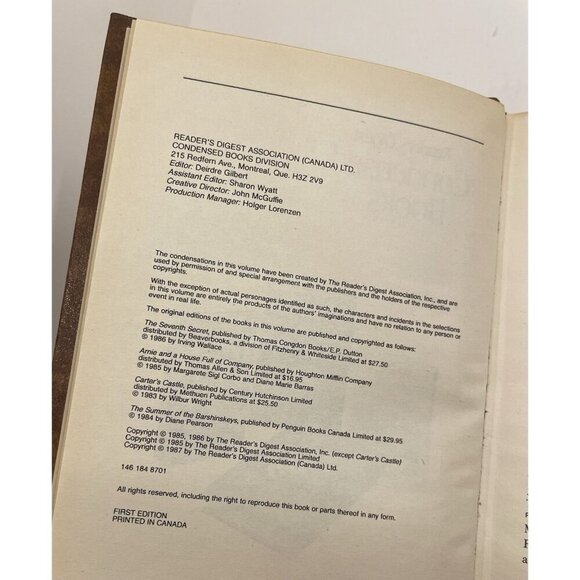 READER'S DIGEST ASSOCIATION (CANADA) LTD.
CONDENSED BOOKS DIVISION
215 Redfern Ave., Montreal, Que. H3Z 2V9
Editor: Deirdre Gilbert
Assistant Editor: Sharon Wyatt
Creative Director: John McGuffie
Production Manager: Holger Lorenzen
The condensations in this volume have been created by The Reader's Digest Association, Inc., and are
used by permission of and special arrangement with the publishers and the holders of the respective
copyrights.
With the exception of actual personages identified as such, the characters and incidents in the selections
in this volume are entirely the products of the authors' imaginations and have no relation to any person or
event in real life.
The original editions of the books in this volume are published and copyrighted as follows:
The Seventh Secret, published by Thomas Congdon Books/E.P. Dutton
distributed by Beaverbooks, a division of Fitzhenry & Whiteside Limited at $27.50
© 1986 by Irving Wallace
Arnie and a House Full of Company, published by Houghton Mifflin Company
distributed by Thomas Allen & Son Limited at $16.95
© 1985 by Margarete Sigl Corbo and Diane Marie Barras
Carter's Castle, published by Century Hutchinson Limited
distributed by Methuen Publications at $25.50
© 1983 by Wilbur Wright
The Summer of the Barshinskeys, published by Penguin Books Canada Limited at $29.95
© 1984 by Diane Pearson
Copyright © 1985, 1986 by The Reader's Digest Association, Inc. (except Carter's Castle)
Copyright © 1985 by The Reader's Digest Association Limited
Copyright © 1987 by The Reader's Digest Association (Canada) Ltd.
146 184 8701
All rights reserved, including the right to reproduce this book or parts thereof in any form.
FIRST EDITION
PRINTED IN CANADA